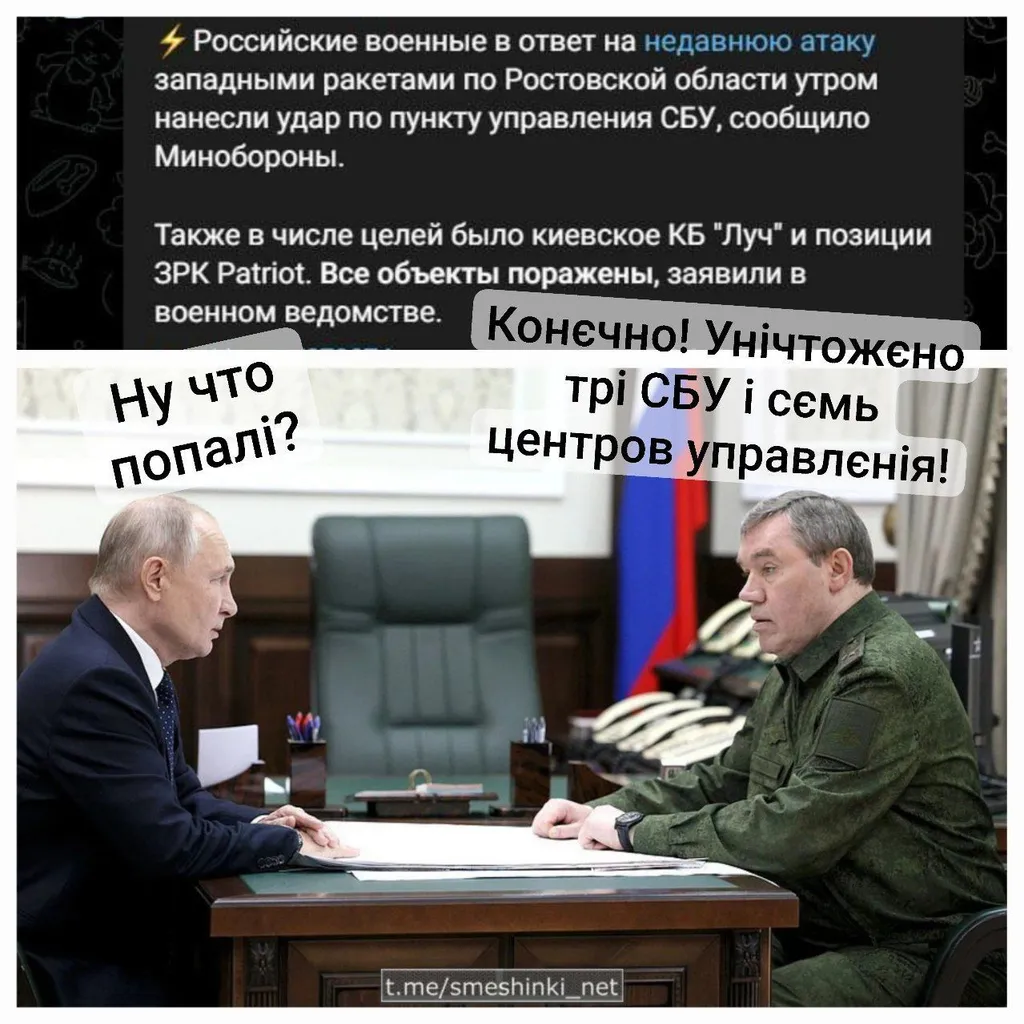 ⚡Российские военные в ответ на недавнюю атаку
западными ракетами по Ростовской области утром
нанесли удар по пункту управления СБУ, сообщило
Минобороны.
Также в числе целей было киевское КБ "Луч" и позиции
ЗРК Patriot. Все объекты поражены, заявили в
военном ведомстве.
Ну что
попалі?
Конєчно! Унічтожєно
трі СБУ і сємь
центров управлєнія!
t.me/smeshinki_net